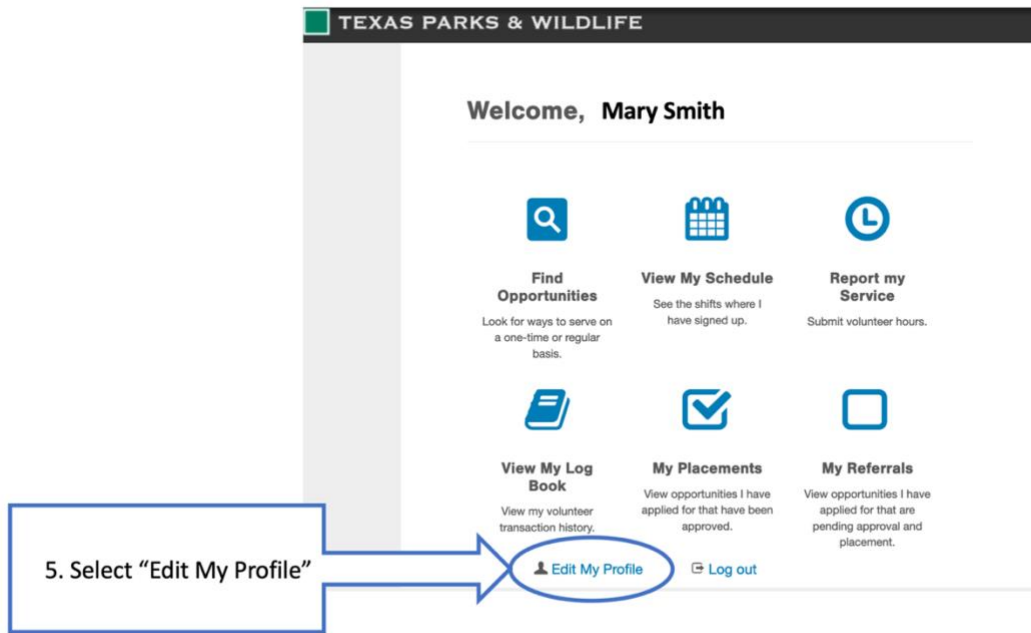 TEXAS PARKS & WILDLIFE
Welcome, Mary Smith
Find
Opportunities
Look for ways to serve on
a one-time or regular
basis.
View My Schedule
See the shifts where I
have signed up.
Report my
Service
Submit volunteer hours.
View My Log
Book
View my volunteer
transaction history.
My Placements
View opportunities I have
applied for that have been
approved.
My Referrals
View opportunities I have
applied for that are
pending approval and
placement.
5. Select “Edit My Profile”
Edit My Profile
Log out